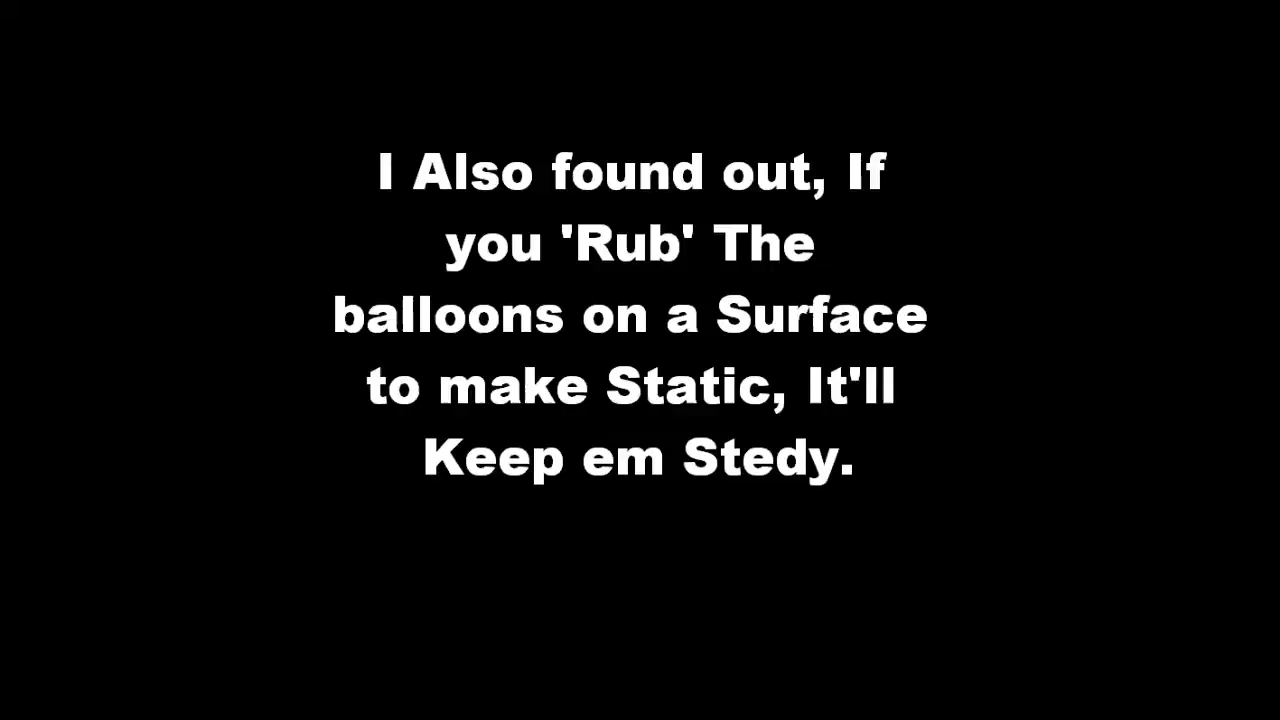 I Also found out, If
you 'Rub' The
balloons on a Surface
to make Static, It'll
Keep em Stedy.